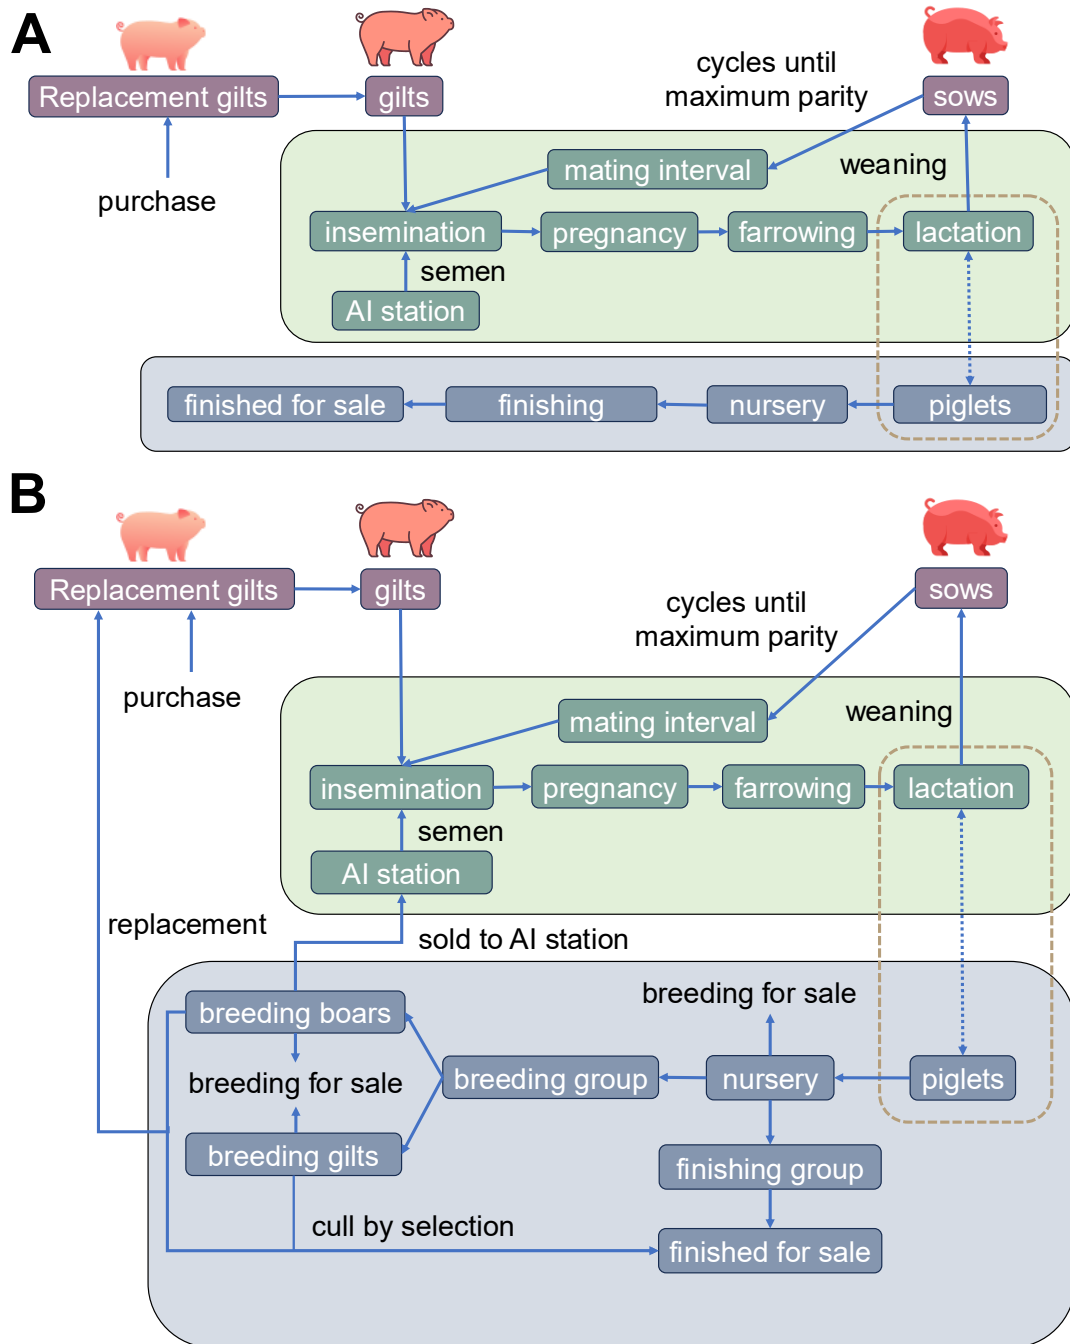 A
Replacement gilts
gilts
cycles until
maximum parity
sows
purchase
mating interval
weaning
insemination
pregnancy
farrowing
lactation
semen
AI station
finished for sale
finishing
nursery
piglets
B
Replacement gilts
gilts
sows
cycles until
maximum parity
purchase
mating interval
weaning
insemination
pregnancy
farrowing
lactation
semen
AI station
replacement
sold to AI station
breeding boars
breeding for sale
breeding for sale
breeding group
nursery
piglets
breeding gilts
finishing group
cull by selection
finished for sale